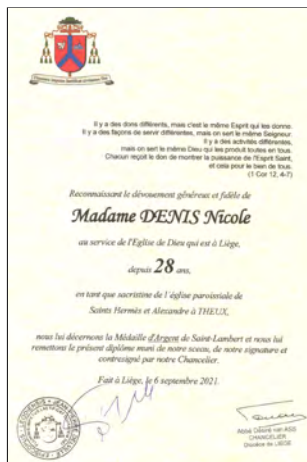 Il y a des dons différents, mais c'est le même Esprit qui les donne.
Il y a des façons de servir différentes, mais on sert le même Seigneur
Il y a des activités différentes,
mais on sert le même Dieu qui les produit toutes en tous.
Chacun reçoit le don de montrer la puissance de l'Esprit Saint,
et cela pour le bien de tous.
(1 Cor 12, 4-7)
Reconnaissant le dévouement généreux et fidèle de
Madame DENIS Nicole
au service de l'Eglise de Dieu qui est à Liège,
depuis 28 ans,
en tant que sacristine de l'église paroissiale de
Saints Hermès et Alexandre à THEUX,
nous lui décernons la Médaille d'Argent de Saint-Lambert et nous lui
remettons le présent diplôme muni de notre sceau, de notre signature et
contresigné par notre Chancelier.
Fait à Liège, le 6 septembre 2021.
CHANCELIER
Diocèse de LIEGE